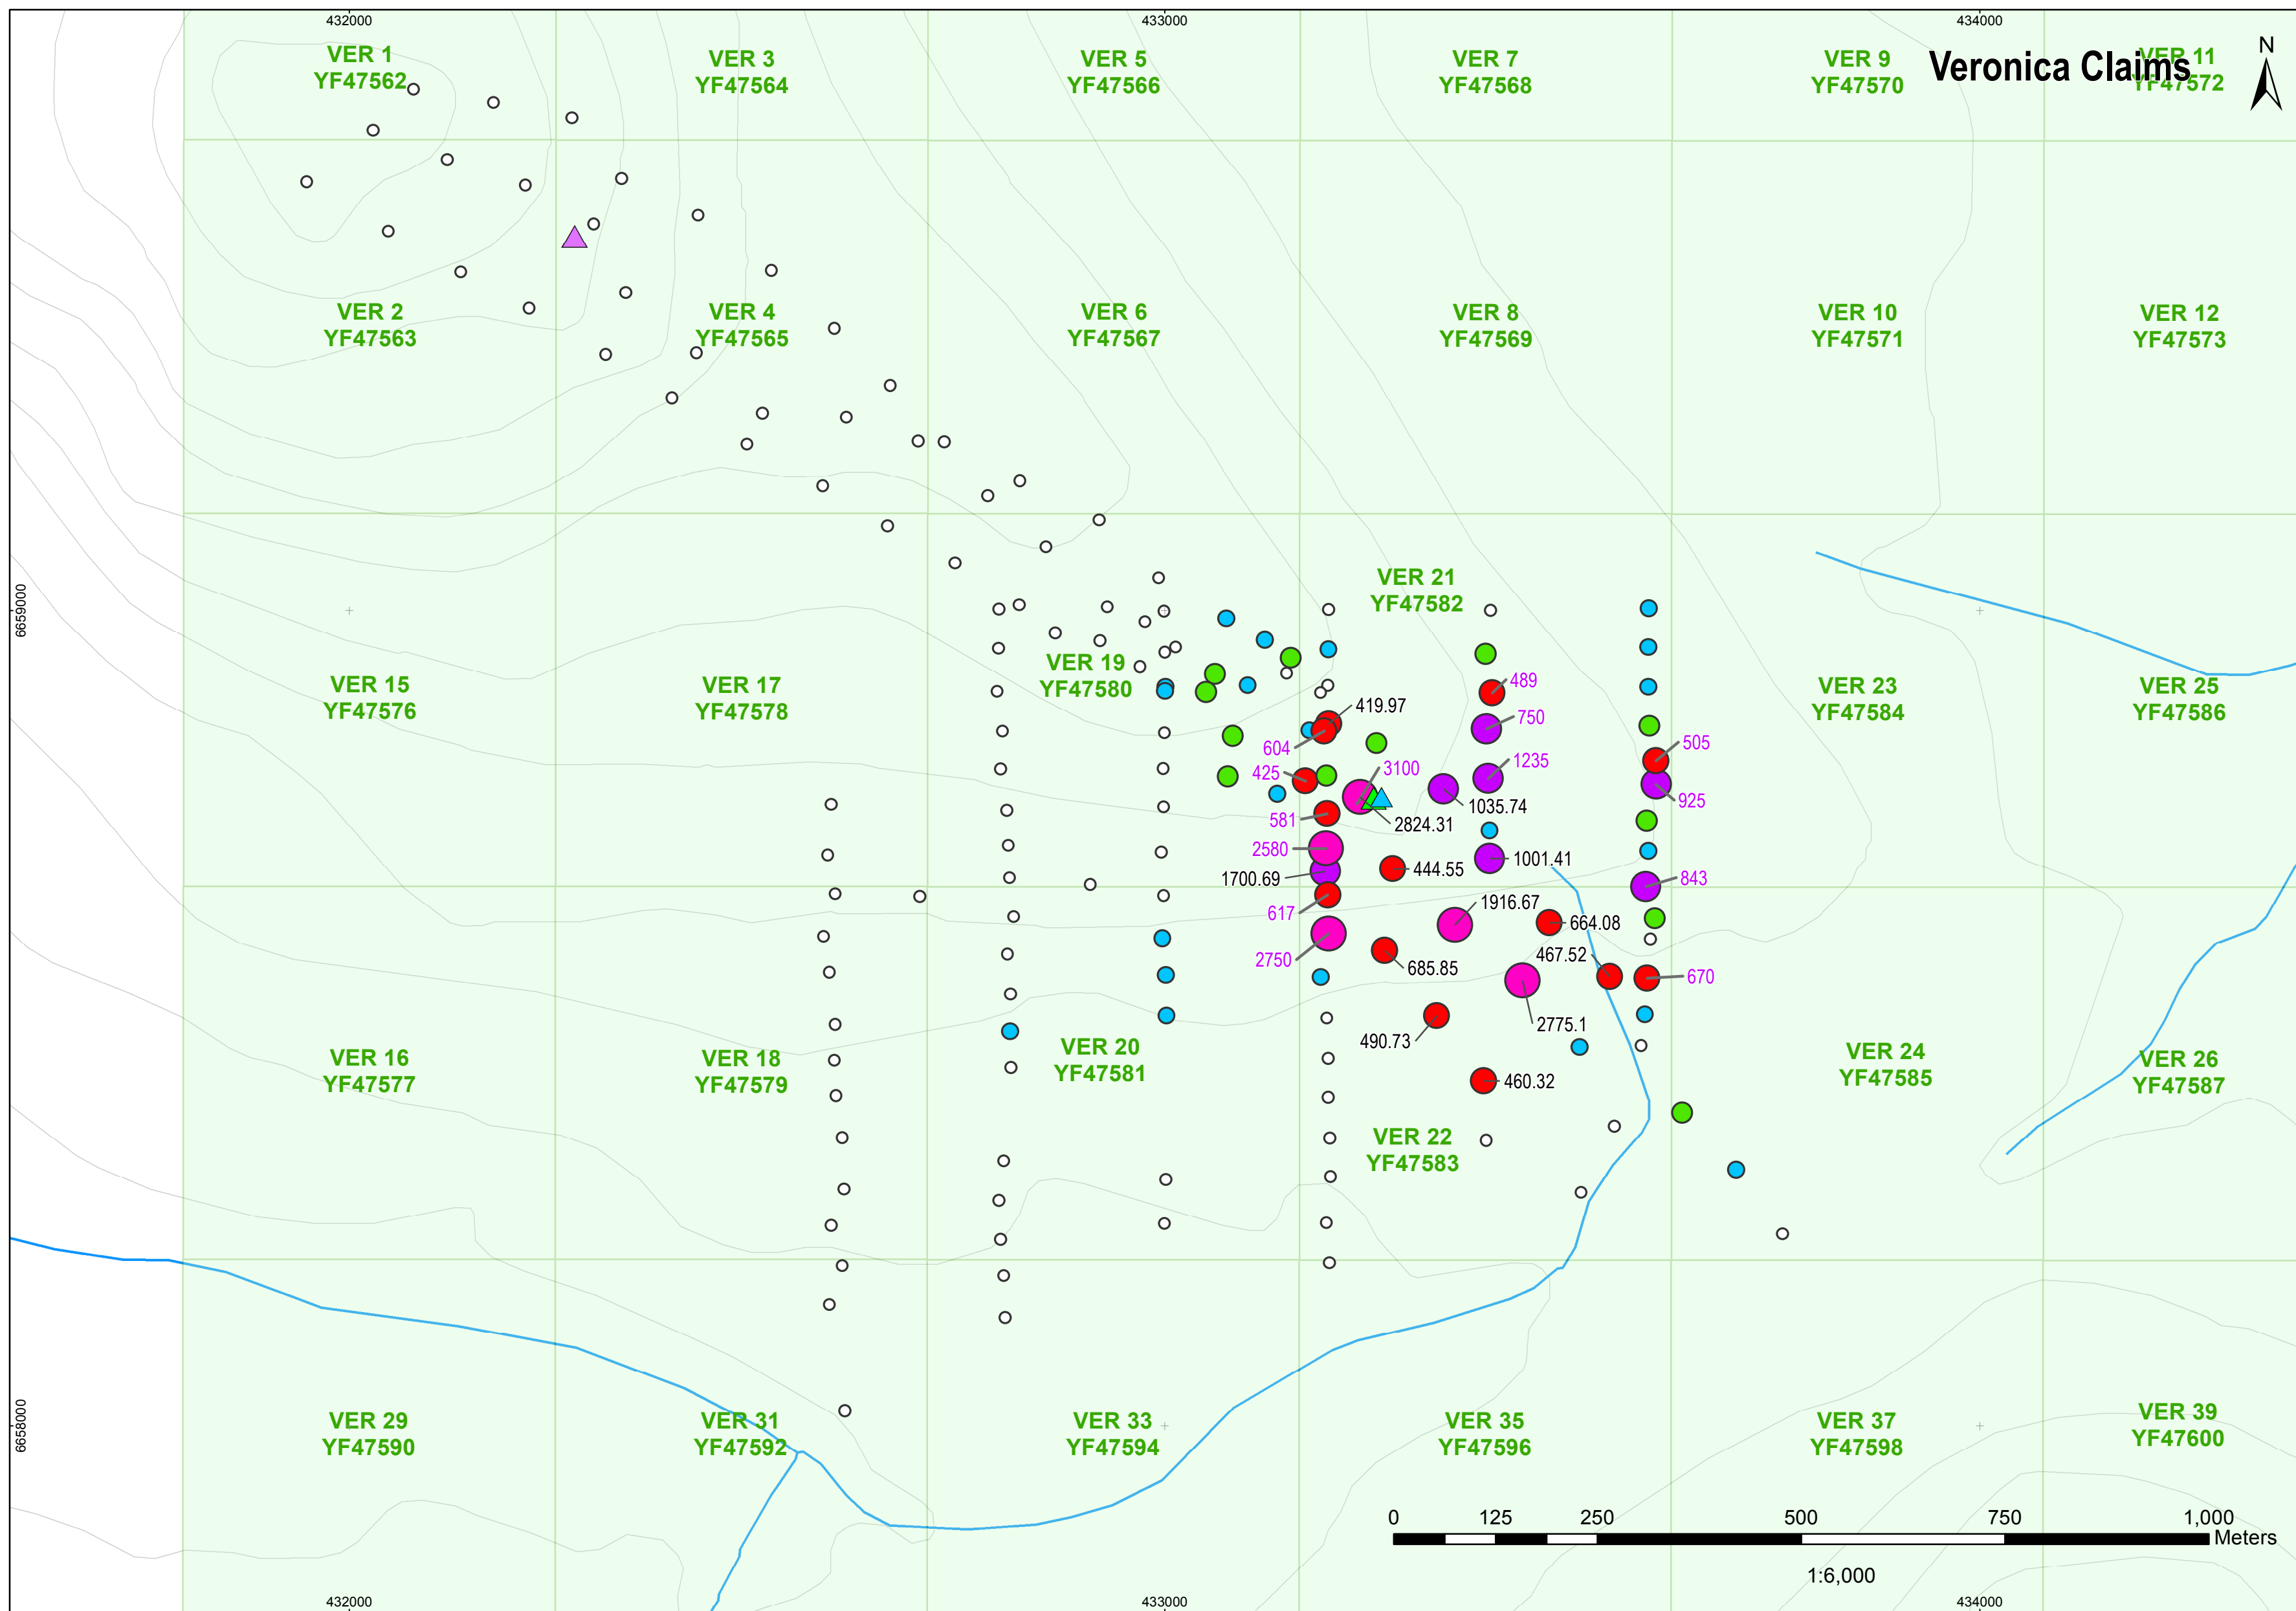 432000
433000
434000
VER 1
YF47562
VER 3
YF47564
VER 5
YF47566
VER 7
YF47568
VER 9
YF47570
Veronica Claims
VER 11
YF47572
N
VER 2
YF47563
VER 4
YF47565
VER 6
YF47567
VER 8
YF47569
VER 10
YF47571
VER 12
YF47573
6659000
VER 21
YF47582
VER 15
YF47576
VER 17
YF47578
VER 19
YF47580
VER 23
YF47584
VER 25
YF47586
489
419.97
750
604
505
425
3100
1235
925
1035.74
581
2824.31
2580
1001.41
444.55
1700.69
843
1916.67
617
664.08
2750
467.52
685.85
670
2775.1
490.73
460.32
VER 16
YF47577
VER 18
YF47579
VER 20
YF47581
VER 22
YF47583
VER 24
YF47585
VER 26
YF47587
6658000
VER 29
YF47590
VER 31
YF47592
VER 33
YF47594
VER 35
YF47596
VER 37
YF47598
VER 39
YF47600
0 125 250 500 750 1,000
Meters
1:6,000
432000
433000
434000